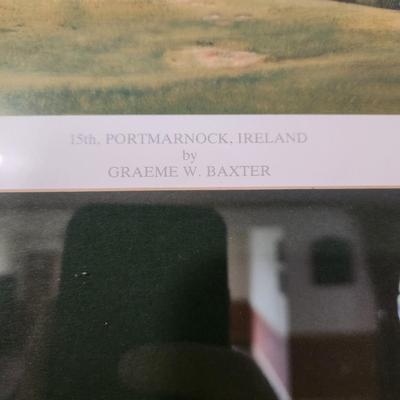 15th, PORTMARNOCK, IRELAND
by
GRAEME W. BAXTER